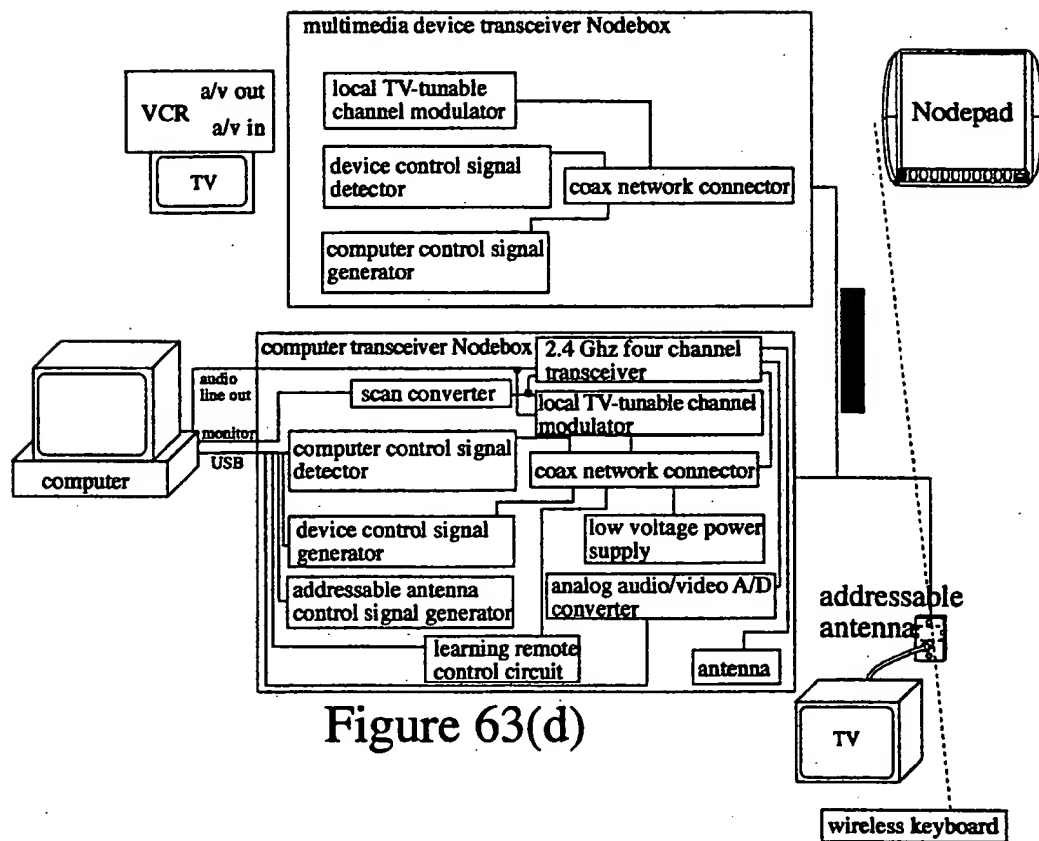 multimedia device transceiver Nodebox
a/v out
VCR
a/v in
TV
local TV-tunable
channel modulator
device control signal
detector
coax network connector
computer control signal
generator
Nodepad
computer transceiver Nodebox
2.4 Ghz four channel
transceiver
audio
line out
scan converter
local TV-tunable channel
modulator
monitor
USB
computer
computer control signal
detector
coax network connector
device control signal
generator
low voltage power
supply
addressable antenna
control signal generator
analog audio/video A/D
converter
learning remote
control circuit
antenna
addressable
antenna
TV
Figure 63(d)
wireless keyboard